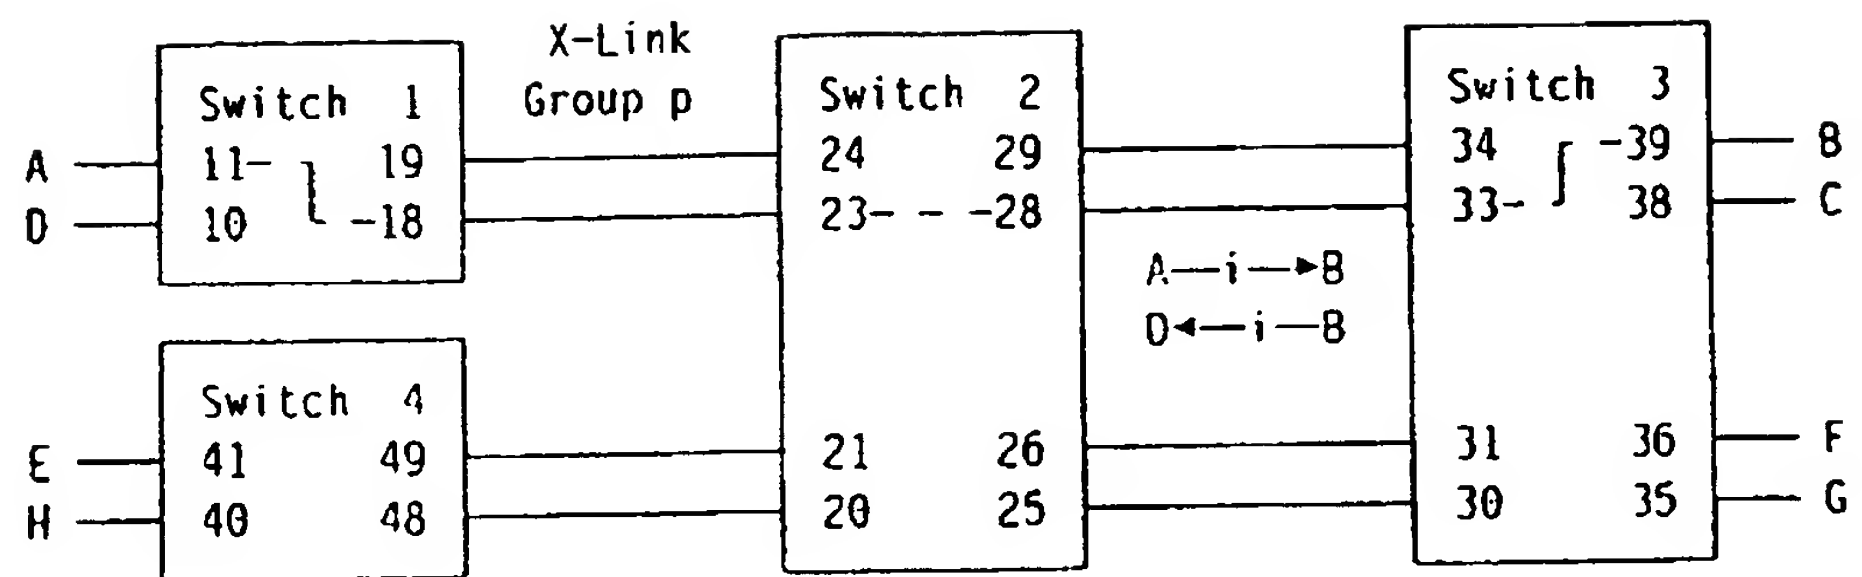 X-Link
Group p
Switch 1
A 11- 19
D 10 -18
Switch 2
24 29
23- - -28
21 26
20 25
Switch 3
34 -39 B
33- 38 C
31 36 F
30 35 G
A—i—►B
D◄—i—B
Switch 4
E 41 49
H 40 48